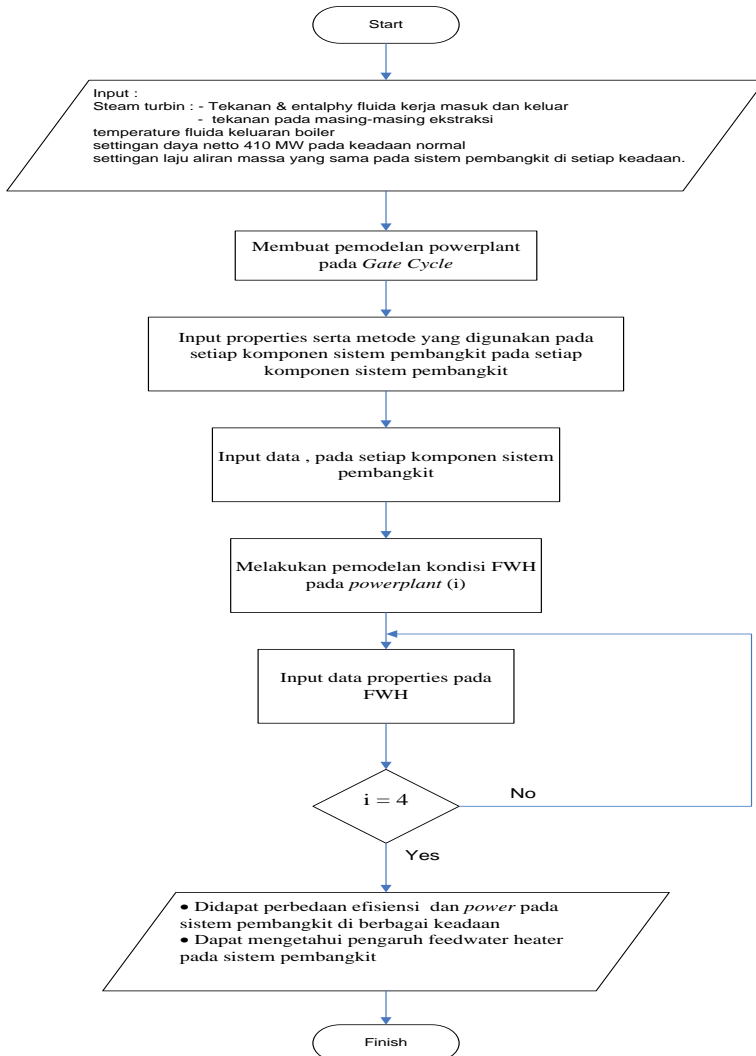 Start
Input :
Steam turbin : - Tekanan & entalphy fluida kerja masuk dan keluar
- tekanan pada masing-masing ekstraksi
temperature fluida keluaran boiler
settingan daya netto 410 MW pada keadaan normal
settingan laju aliran massa yang sama pada sistem pembangkit di setiap keadaan.
Membuat pemodelan powerplant
pada Gate Cycle
Input properties serta metode yang digunakan pada
setiap komponen sistem pembangkit pada setiap
komponen sistem pembangkit
Input data , pada setiap komponen sistem
pembangkit
Melakukan pemodelan kondisi FWH
pada powerplant (i)
Input data properties pada
FWH
i = 4
No
Yes
• Didapat perbedaan efisiensi dan power pada
sistem pembangkit di berbagai keadaan
• Dapat mengetahui pengaruh feedwater heater
pada sistem pembangkit
Finish